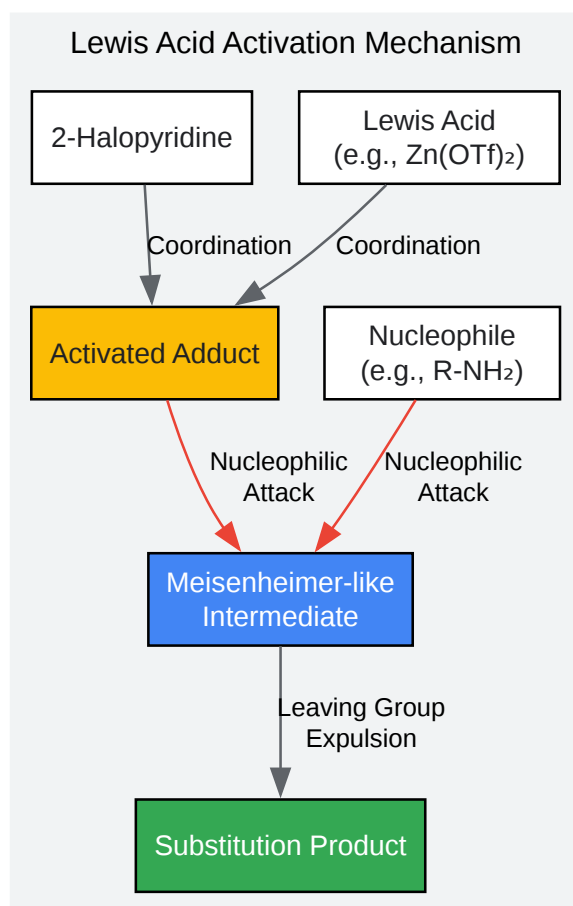 Lewis Acid Activation Mechanism
2-Halopyridine
Lewis Acid
(e.g., Zn(OTf)₂)
Coordination
Coordination
Activated Adduct
Nucleophile
(e.g., R-NH₂)
Nucleophilic
Attack
Nucleophilic
Attack
Meisenheimer-like
Intermediate
Leaving Group
Expulsion
Substitution Product